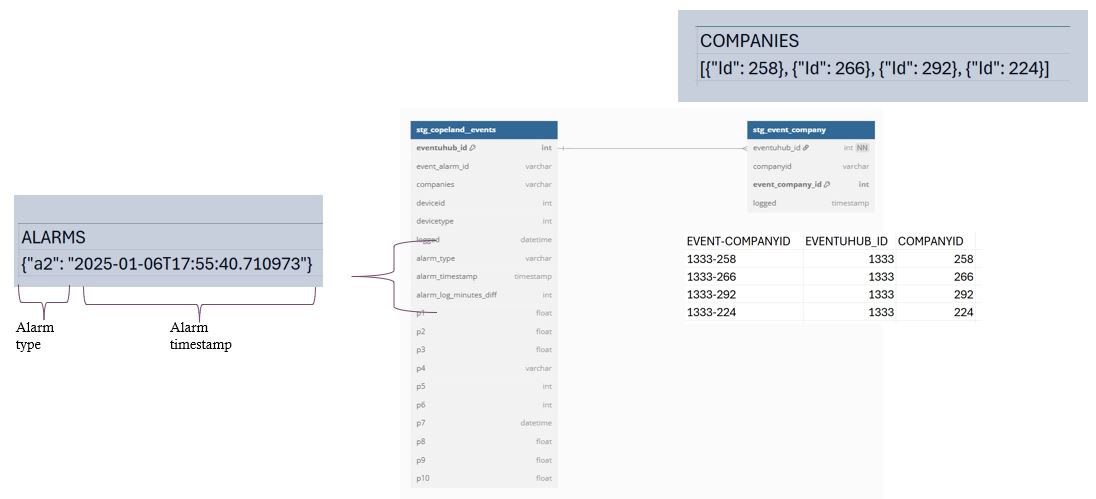 COMPANIES
[{"Id": 258}, {"Id": 266}, {"Id": 292}, {"Id": 224}]
stg_copeland__events
eventuhub_id int
event_alarm_id varchar
companies varchar
deviceid int
devicetype int
logged datetime
alarm_type varchar
alarm_timestamp timestamp
alarm_log_minutes_diff int
p1 float
p2 float
p3 float
p4 varchar
p5 int
p6 int
p7 datetime
p8 float
p9 float
p10 float
stg_event_company
eventuhub_id int NN
companyid varchar
event_company_id int
logged timestamp
ALARMS
{"a2": "2025-01-06T17:55:40.710973"}
Alarm
type
Alarm
timestamp
EVENT-COMPANYID EVENTUHUB_ID COMPANYID
1333-258 1333 258
1333-266 1333 266
1333-292 1333 292
1333-224 1333 224